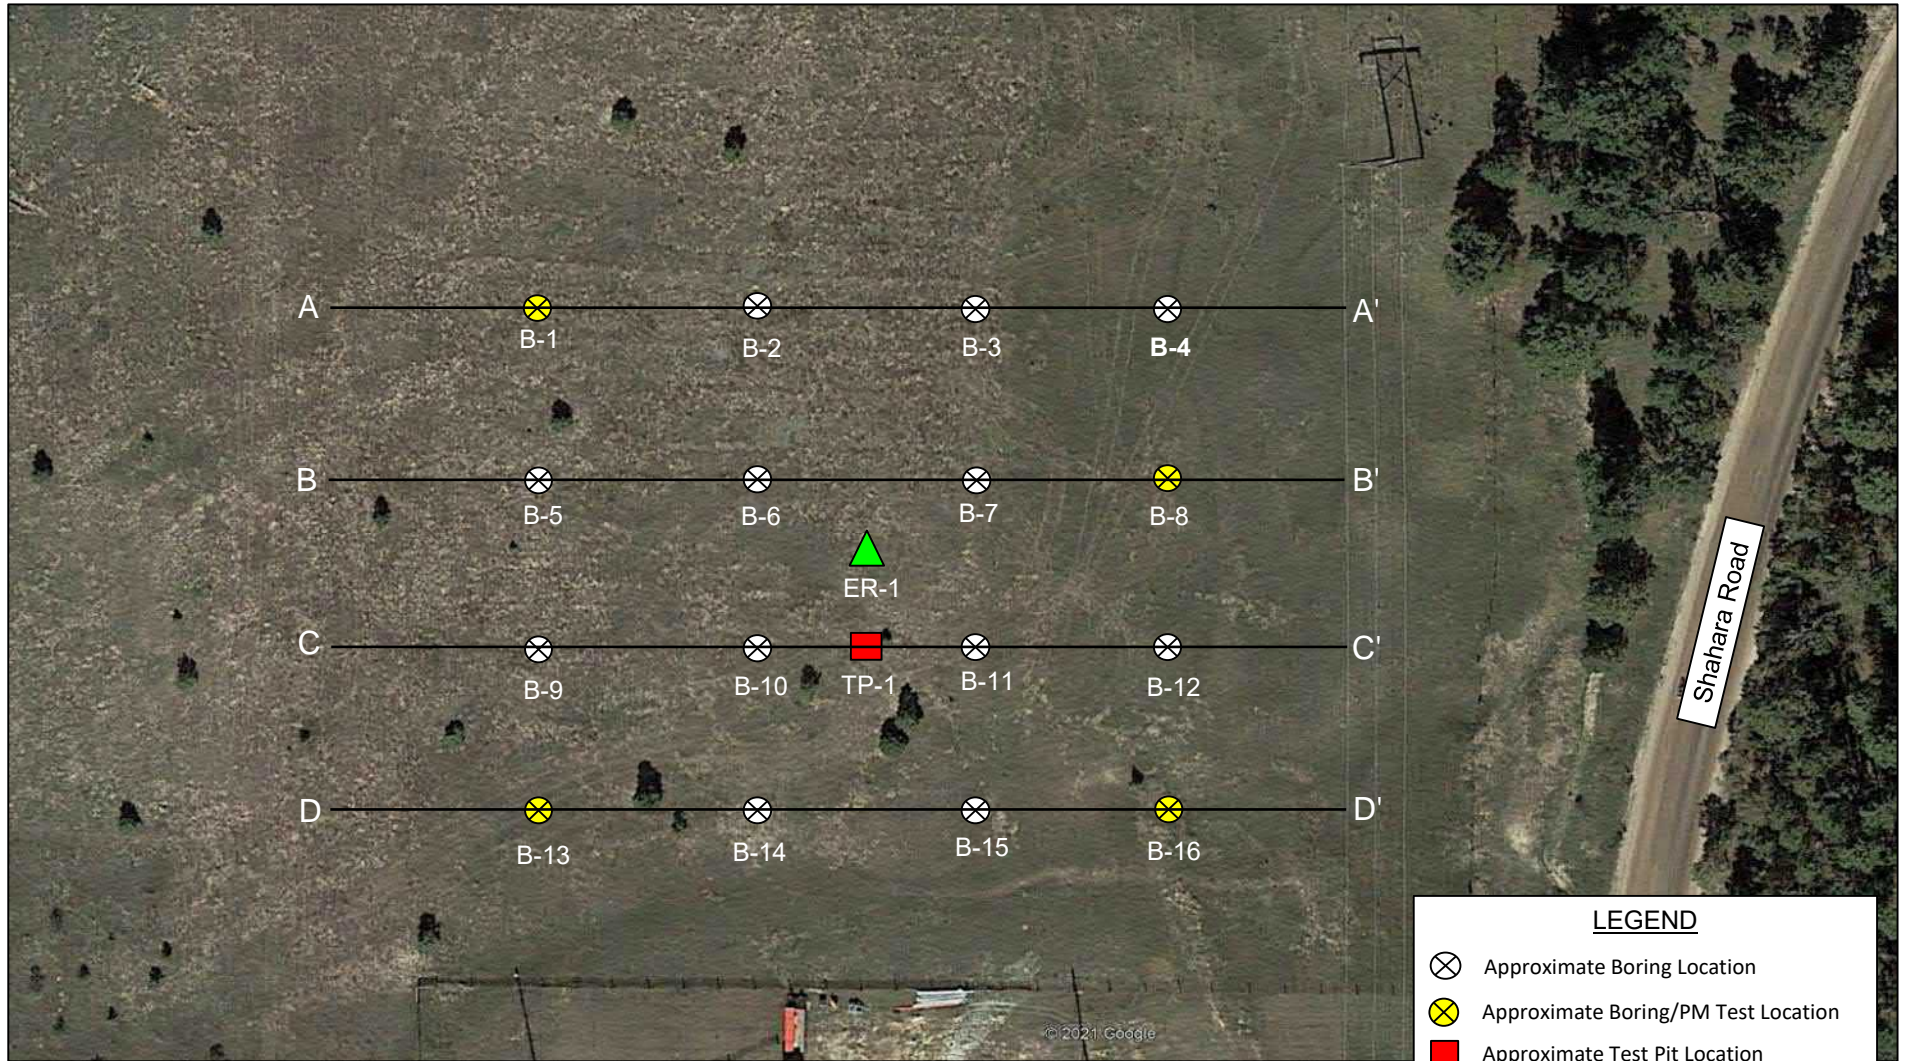 A A'
B-1 B-2 B-3 B-4
B B'
B-5 B-6 B-7 B-8
ER-1
C C'
B-9 B-10 TP-1 B-11 B-12
D D'
B-13 B-14 B-15 B-16
Shahara Road
© 2021 Google
LEGEND
Approximate Boring Location
Approximate Boring/PM Test Location
Approximate Test Pit Location